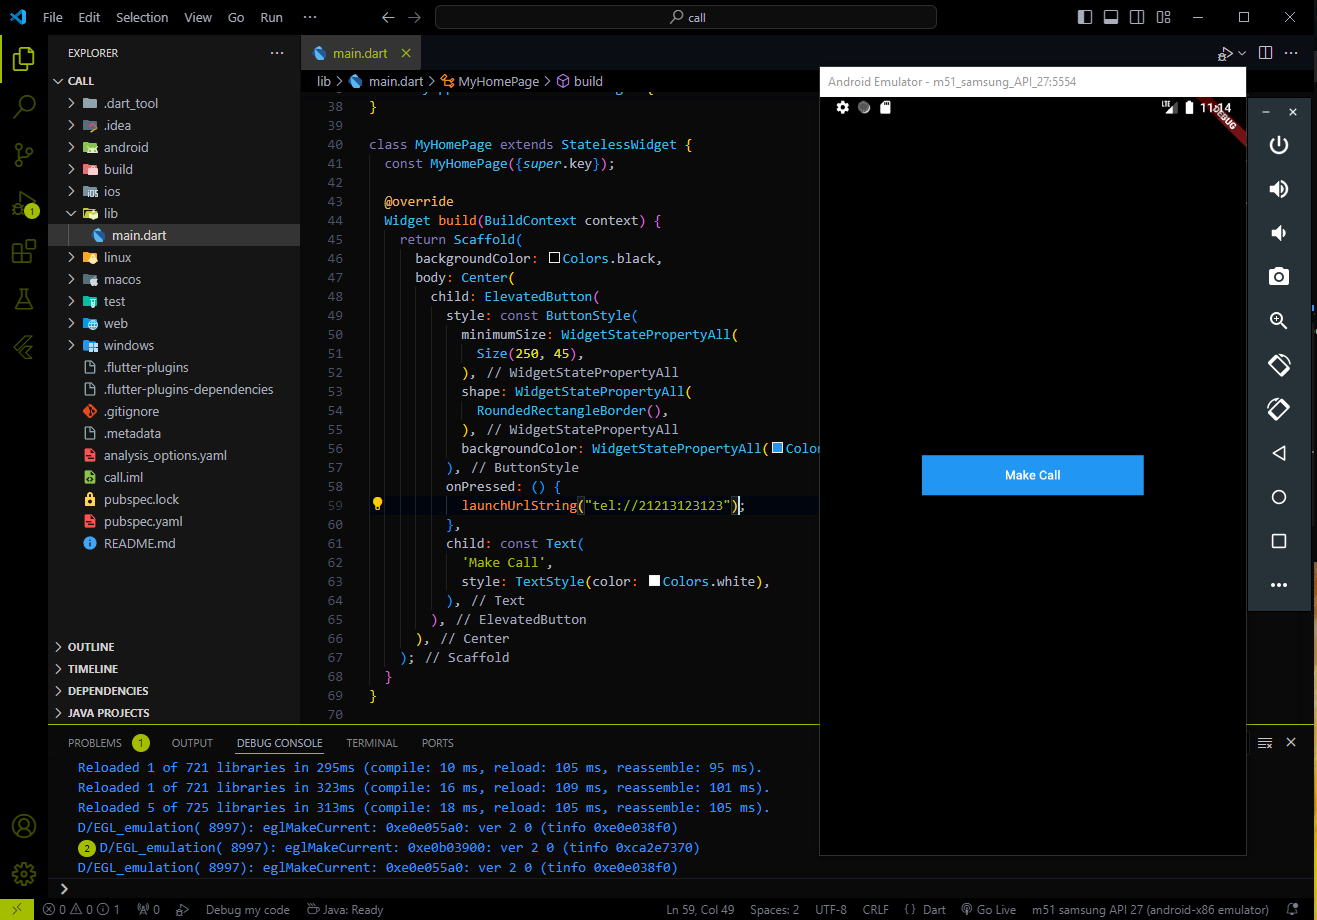 File Edit Selection View Go Run ···
call
EXPLORER
CALL
.dart_tool
.idea
android
build
ios
lib
main.dart
linux
macos
test
web
windows
.flutter-plugins
.flutter-plugins-dependencies
.gitignore
.metadata
analysis_options.yaml
call.iml
pubspec.lock
pubspec.yaml
README.md
OUTLINE
TIMELINE
DEPENDENCIES
JAVA PROJECTS
1
main.dart
lib > main.dart > MyHomePage > build
38 }
39
40 class MyHomePage extends StatelessWidget {
41 const MyHomePage({super.key});
42
43 @override
44 Widget build(BuildContext context) {
45 return Scaffold(
46 backgroundColor: Colors.black,
47 body: Center(
48 child: ElevatedButton(
49 style: const ButtonStyle(
50 minimumSize: WidgetStatePropertyAll(
51 Size(250, 45),
52 ), // WidgetStatePropertyAll
53 shape: WidgetStatePropertyAll(
54 RoundedRectangleBorder(),
55 ), // WidgetStatePropertyAll
56 backgroundColor: WidgetStatePropertyAll(Color
57 ), // ButtonStyle
58 onPressed: () {
59 launchUrlString("tel://21213123123");
60 },
61 child: const Text(
62 'Make Call',
63 style: TextStyle(color: Colors.white),
64 ), // Text
65 ), // ElevatedButton
66 ), // Center
67 ); // Scaffold
68 }
69 }
70
Android Emulator - m51_samsung_API_27:5554
LTE 11:14
DEBUG
Make Call
PROBLEMS 1 OUTPUT DEBUG CONSOLE TERMINAL PORTS
Reloaded 1 of 721 libraries in 295ms (compile: 10 ms, reload: 105 ms, reassemble: 95 ms).
Reloaded 1 of 721 libraries in 323ms (compile: 16 ms, reload: 109 ms, reassemble: 101 ms).
Reloaded 5 of 725 libraries in 313ms (compile: 18 ms, reload: 105 ms, reassemble: 105 ms).
D/EGL_emulation( 8997): eglMakeCurrent: 0xe0e055a0: ver 2 0 (tinfo 0xe0e038f0)
2 D/EGL_emulation( 8997): eglMakeCurrent: 0xe0b03900: ver 2 0 (tinfo 0xca2e7370)
D/EGL_emulation( 8997): eglMakeCurrent: 0xe0e055a0: ver 2 0 (tinfo 0xe0e038f0)
0 0 1 0 Debug my code Java: Ready Ln 59, Col 49 Spaces: 2 UTF-8 CRLF {} Dart Go Live m51 samsung API 27 (android-x86 emulator)